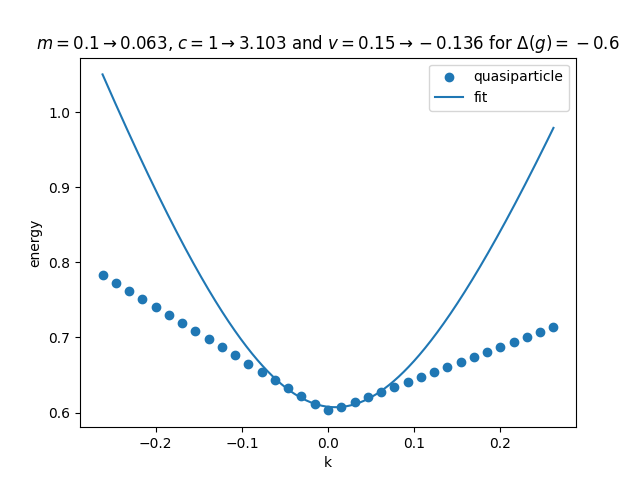 m = 0.1 → 0.063, c = 1 → 3.103 and v = 0.15 → − 0.136 for Δ(g) = − 0.6
quasiparticle
fit
1.0
0.9
0.8
0.7
0.6
energy
−0.2
−0.1
0.0
0.1
0.2
k